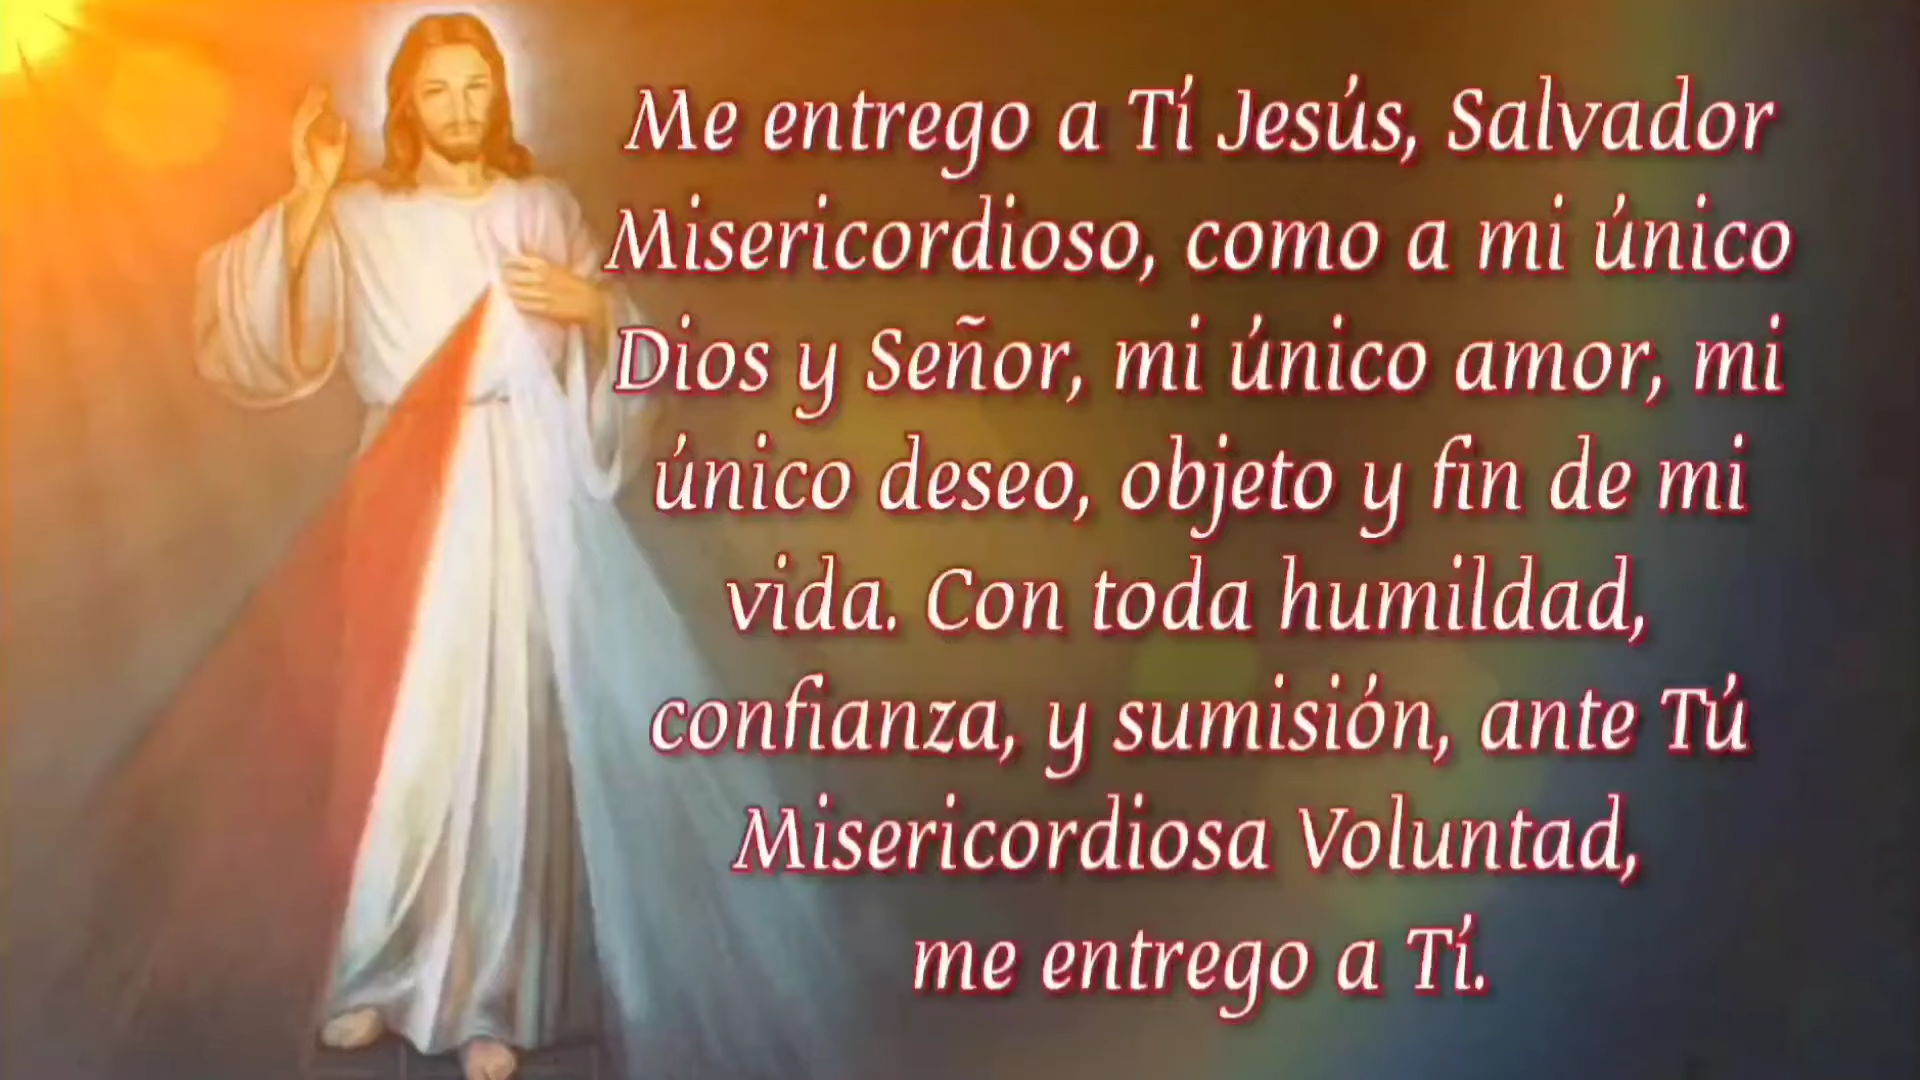 Me entrego a Tí Jesús, Salvador
Misericordioso, como a mi único
Dios y Señor, mi único amor, mi
único deseo, objeto y fin de mi
vida. Con toda humildad,
confianza, y sumisión, ante Tú
Misericordiosa Voluntad,
me entrego a Tí.